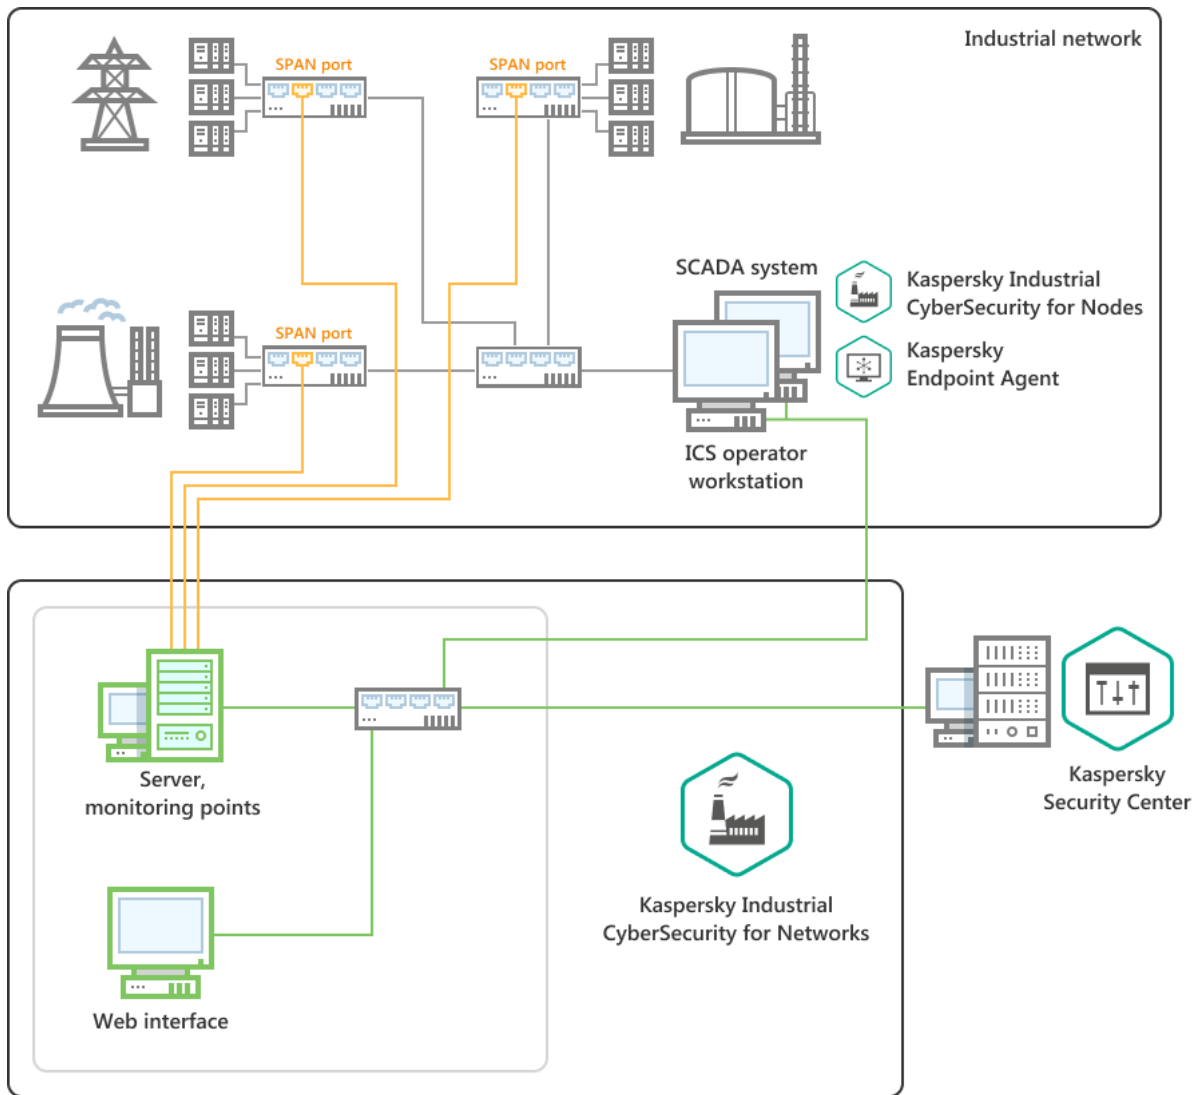 Industrial network
SPAN port
SPAN port
SCADA system
Kaspersky Industrial
CyberSecurity for Nodes
Kaspersky
Endpoint Agent
SPAN port
ICS operator
workstation
Server,
monitoring points
Kaspersky
Security Center
Kaspersky Industrial
CyberSecurity for Networks
Web interface